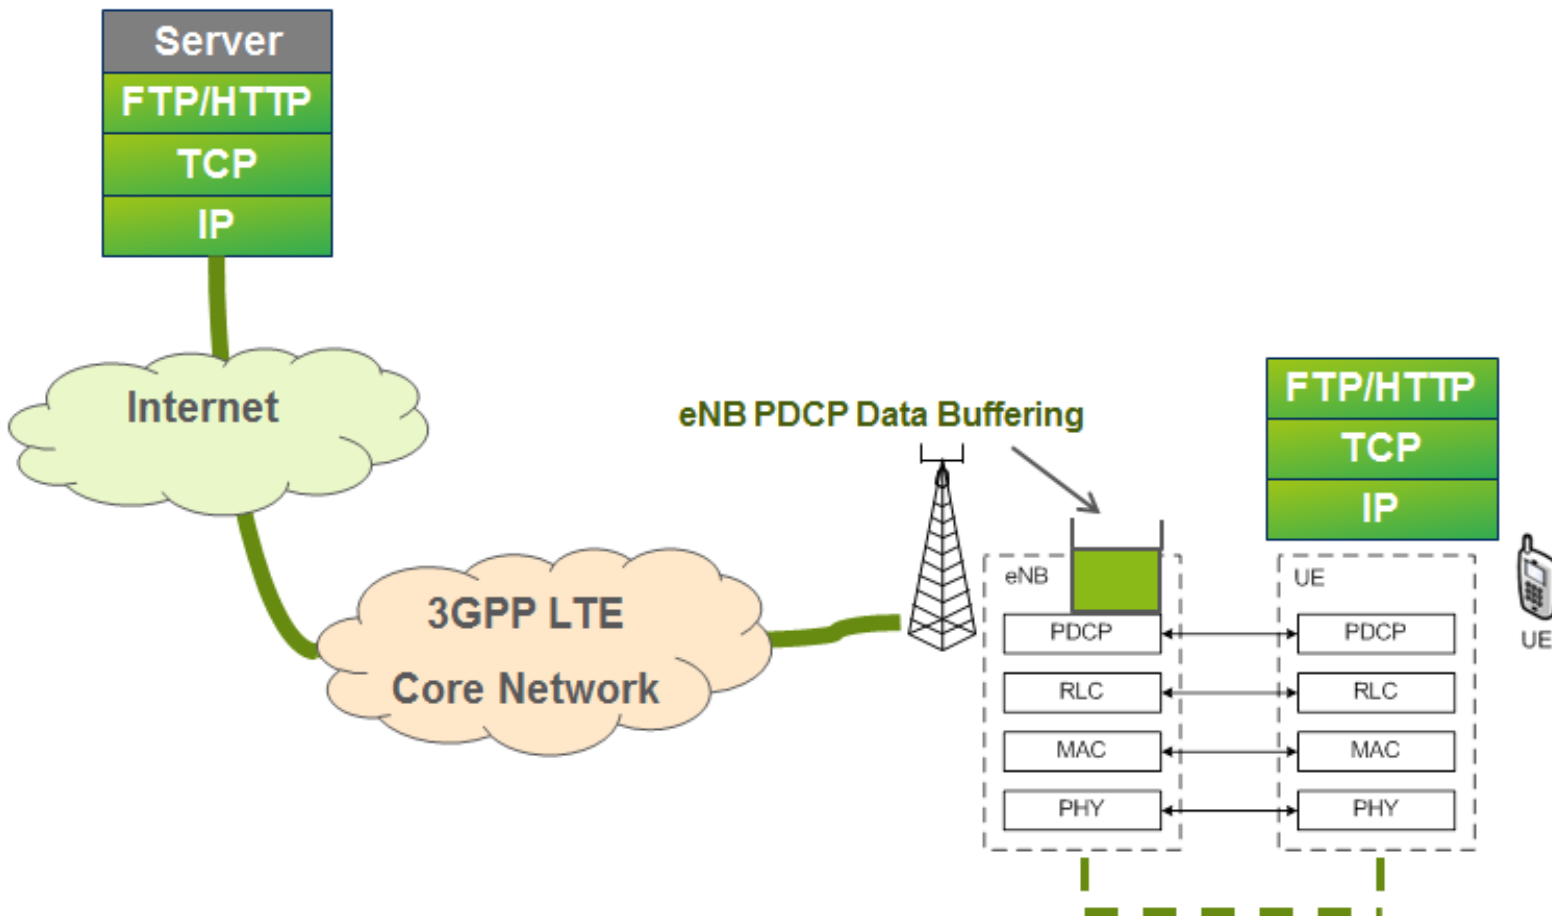 Server
FTP/HTTP
TCP
IP
Internet
3GPP LTE
Core Network
eNB PDCP Data Buffering
eNB
PDCP
RLC
MAC
PHY
FTP/HTTP
TCP
IP
UE
PDCP
RLC
MAC
PHY
UE